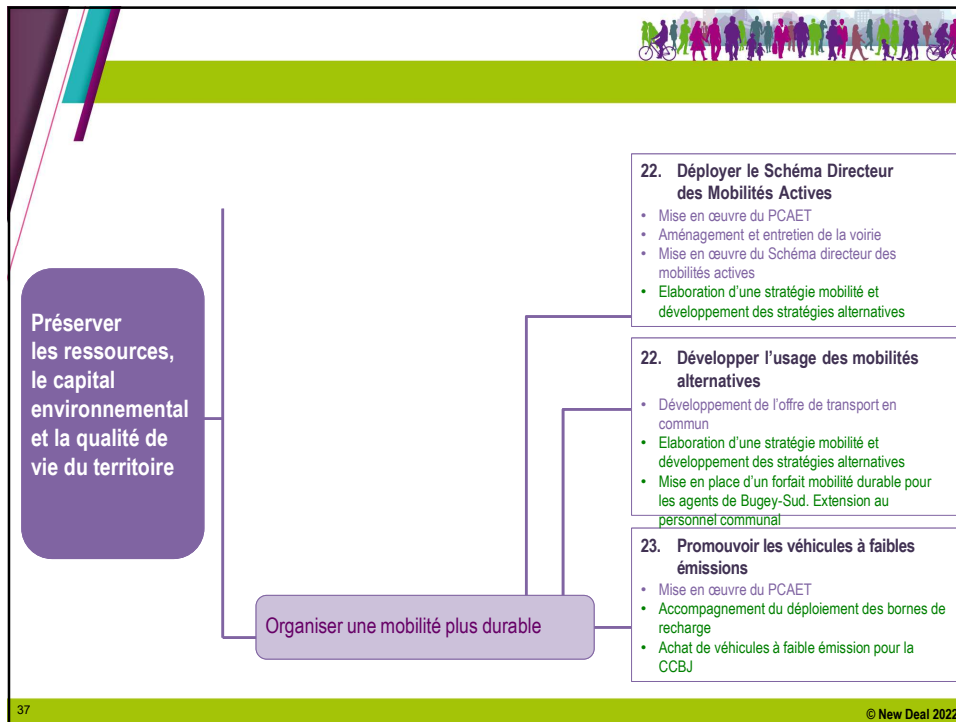 Préserver
les ressources,
le capital
environnemental
et la qualité de
vie du territoire
Organiser une mobilité plus durable
22. Déployer le Schéma Directeur
des Mobilités Actives
• Mise en œuvre du PCAET
• Aménagement et entretien de la voirie
• Mise en œuvre du Schéma directeur des
mobilités actives
• Elaboration d'une stratégie mobilité et
développement des stratégies alternatives
22. Développer l'usage des mobilités
alternatives
• Développement de l'offre de transport en
commun
• Elaboration d'une stratégie mobilité et
développement des stratégies alternatives
• Mise en place d'un forfait mobilité durable pour
les agents de Bugey-Sud. Extension au
personnel communal
23. Promouvoir les véhicules à faibles
émissions
• Mise en œuvre du PCAET
• Accompagnement du déploiement des bornes de
recharge
• Achat de véhicules à faible émission pour la
CCBJ
37
© New Deal 2022